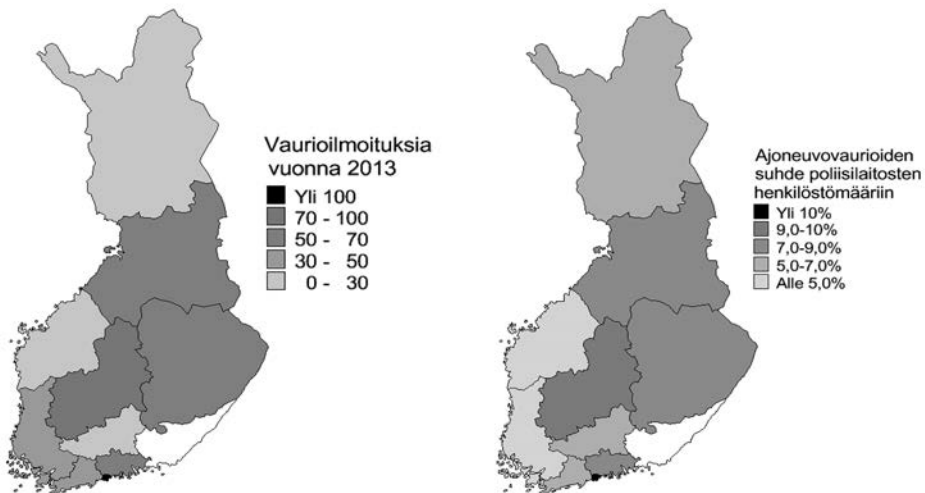 Vaurioilmoituksia
vuonna 2013
Yli 100
70 - 100
50 - 70
30 - 50
0 - 30
Ajoneuvovaurioiden
suhde poliisilaitosten
henkilöstömääriin
Yli 10%
9,0-10%
7,0-9,0%
5,0-7,0%
Alle 5,0%